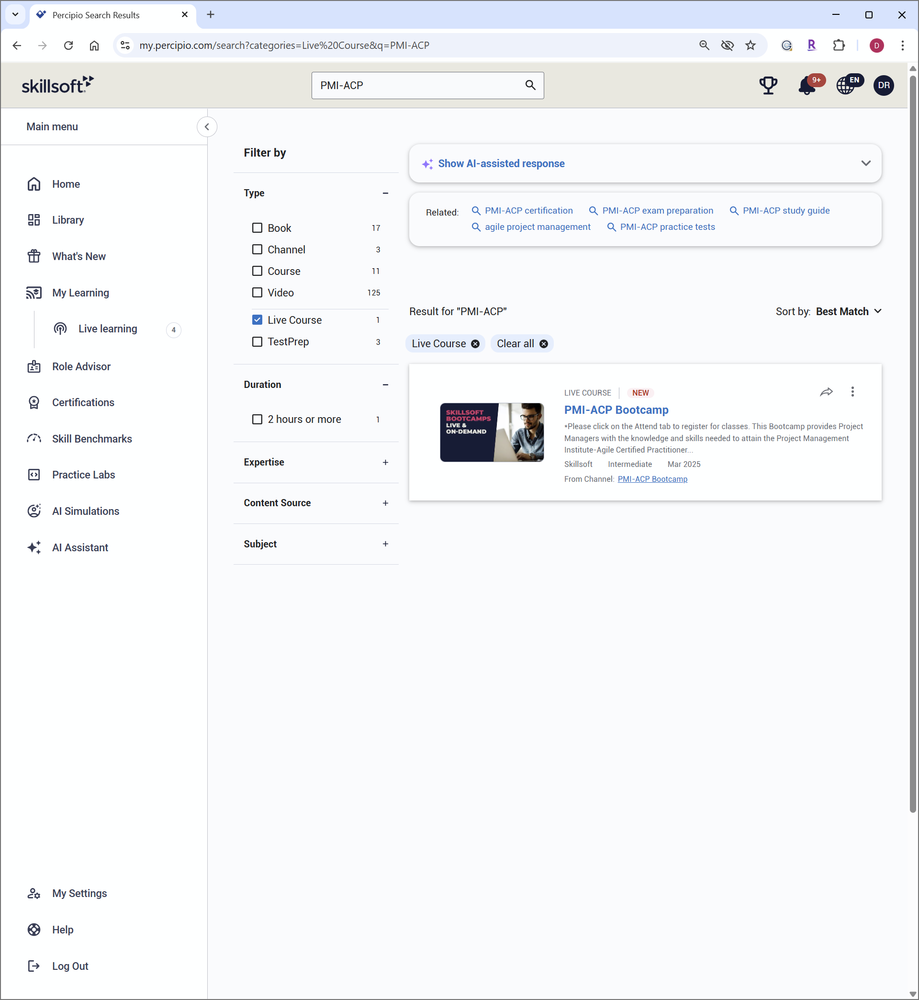 Percipio Search Results
my.percipio.com/search?categories=Live%20Course&q=PMI-ACP
D
skillsoft
PMI-ACP
9+
EN
DR
Main menu
Home
Library
What's New
My Learning
Live learning
4
Role Advisor
Certifications
Skill Benchmarks
Practice Labs
AI Simulations
AI Assistant
My Settings
Help
Log Out
Filter by
Type
Book 17
Channel 3
Course 11
Video 125
Live Course 1
TestPrep 3
Duration
2 hours or more 1
Expertise
Content Source
Subject
Show AI-assisted response
Related: PMI-ACP certification PMI-ACP exam preparation PMI-ACP study guide
agile project management PMI-ACP practice tests
Result for "PMI-ACP"
Sort by: Best Match
Live Course
Clear all
SKILLSOFT
BOOTCAMPS
LIVE &
ON-DEMAND
LIVE COURSE NEW
PMI-ACP Bootcamp
*Please click on the Attend tab to register for classes. This Bootcamp provides Project
Managers with the knowledge and skills needed to attain the Project Management
Institute-Agile Certified Practitioner...
Skillsoft Intermediate Mar 2025
From Channel: PMI-ACP Bootcamp